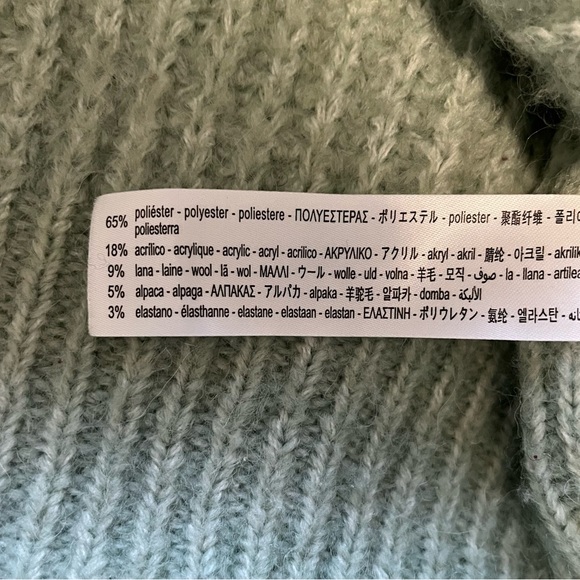 65% poliéster - polyester - poliestere - ΠΟΛΥΕΣΤΕΡΑΣ - ポリエステル - poliester - 聚酯纤维 - 폴리
poliesterra
18% acrílico - acrylique - acrylic - acryl - acrilico - ΑΚΡΥΛΙΚΟ - アクリル - akryl - akril - 腈纶 - 아크릴 - akrilik
9% lana - laine - wool - lã - wol - ΜΑΛΛΙ - ウール - wolle - uld - volna - 羊毛 - 모직 - صوف - la - llana - artilea
5% alpaca - alpaga - ΑΛΠΑΚΑΣ - アルパカ - alpaka - 羊驼毛 - 알파카 - domba - الألبكة
3% elastano - élasthanne - elastane - elastaan - elastan - ΕΛΑΣΤΙΝΗ - ポリウレタン - 氨纶 - 엘라스탄 -